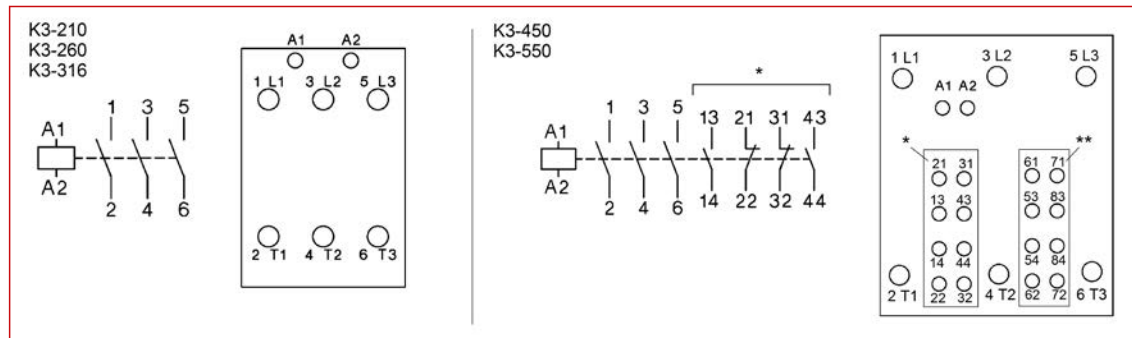 K3-210
K3-260
K3-316
A1 A2
1 L1 3 L2 5 L3
1 3 5
A1
A2
2 4 6
2 T1 4 T2 6 T3
K3-450
K3-550
*
1 3 5 13 21 31 43
A1
A2
2 4 6 14 22 32 44
1 L1 3 L2 5 L3
A1 A2
* **
21 31 61 71
13 43 53 83
14 44 54 84
2 T1 22 32 4 T2 62 72 6 T3